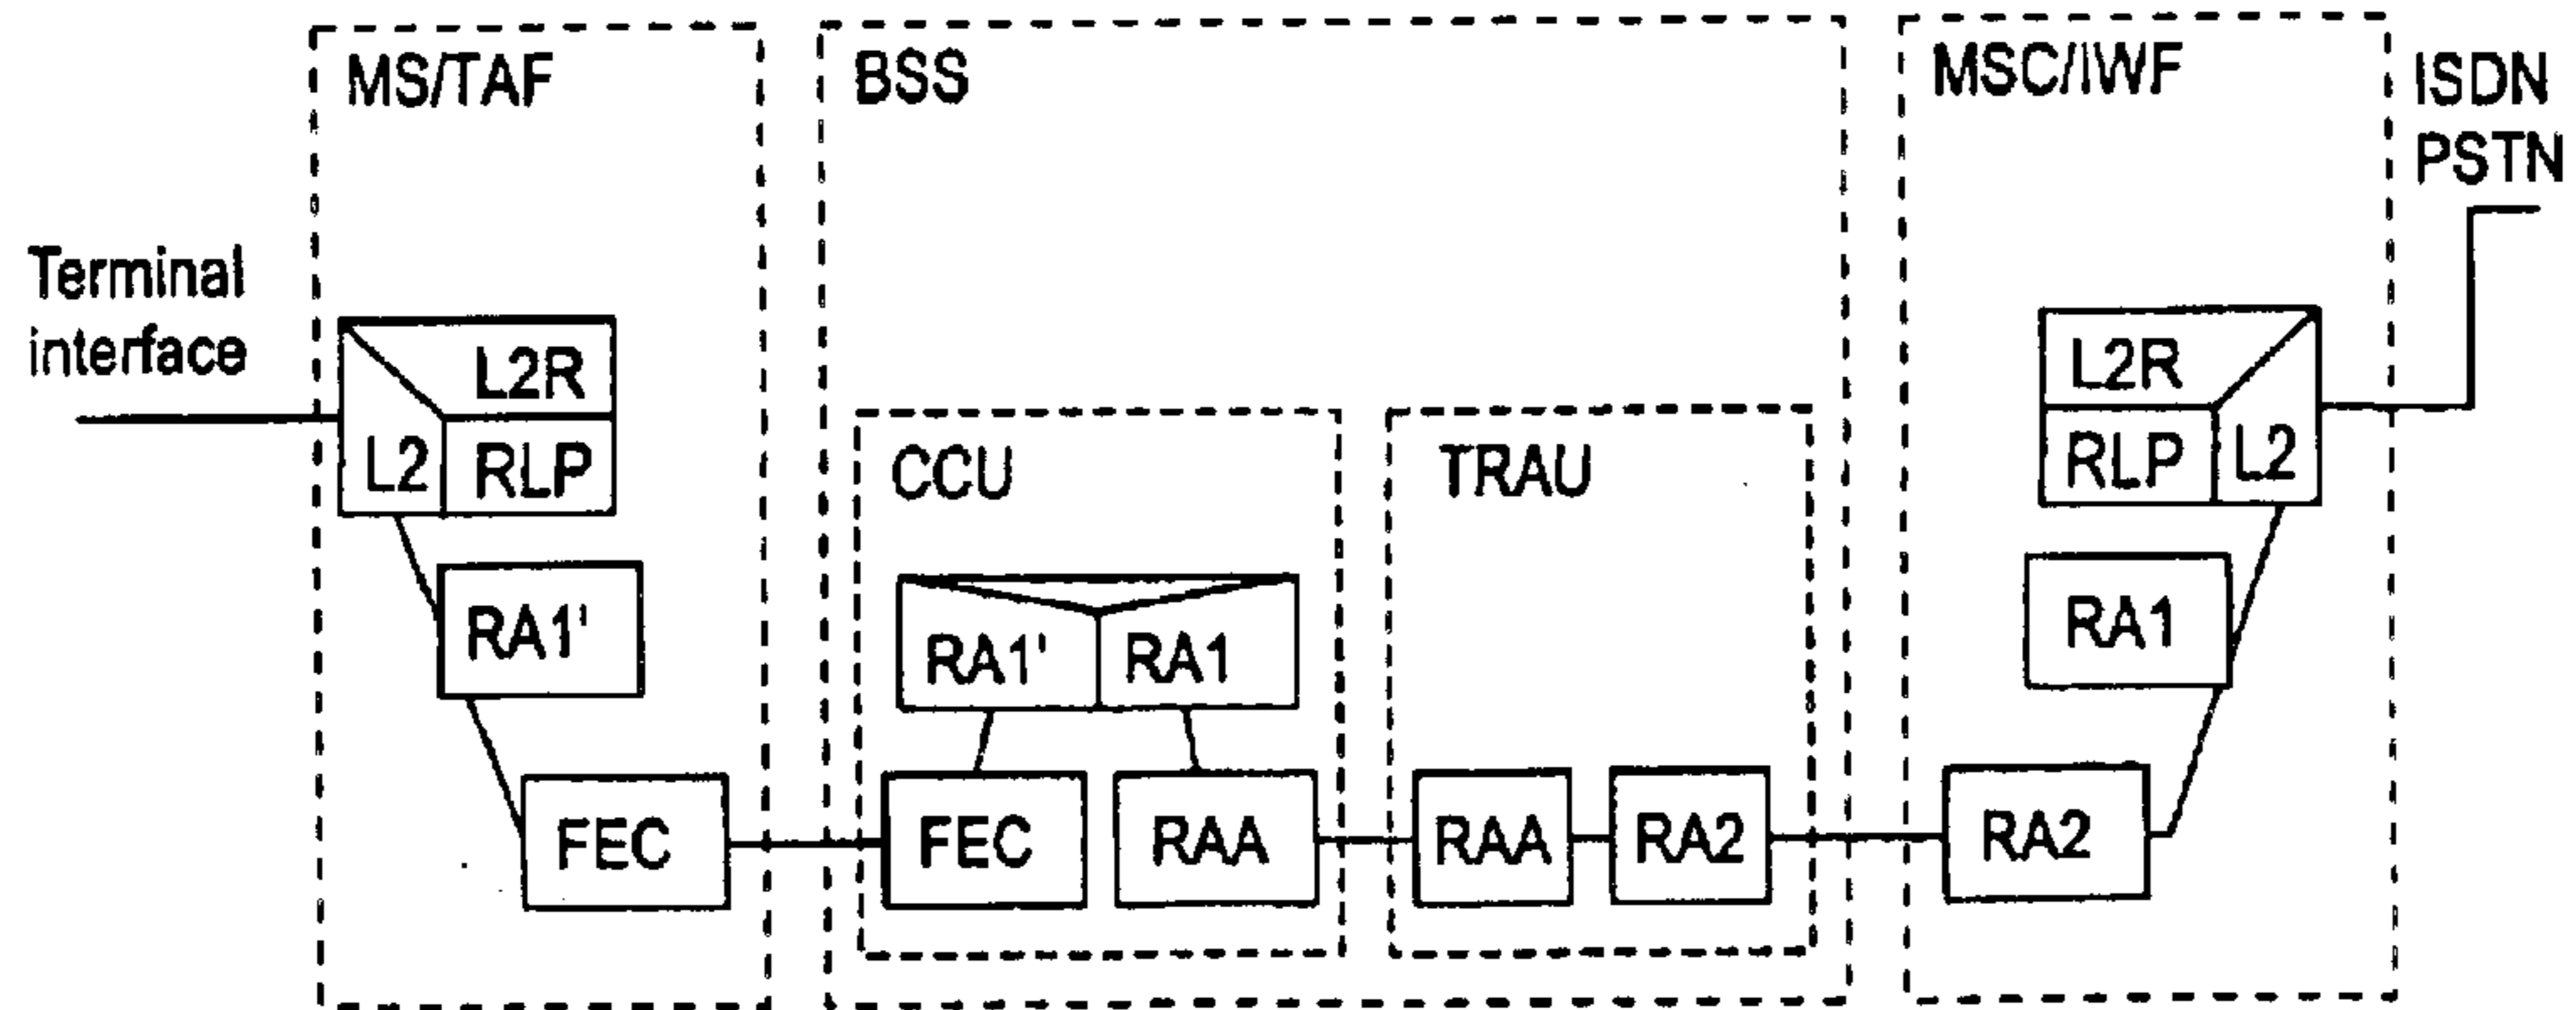 MS/TAF
BSS
MSC/IWF
ISDN
PSTN
Terminal
interface
L2R
L2
RLP
RA1'
FEC
CCU
RA1'
RA1
FEC
RAA
TRAU
RAA
RA2
L2R
RLP
L2
RA1
RA2